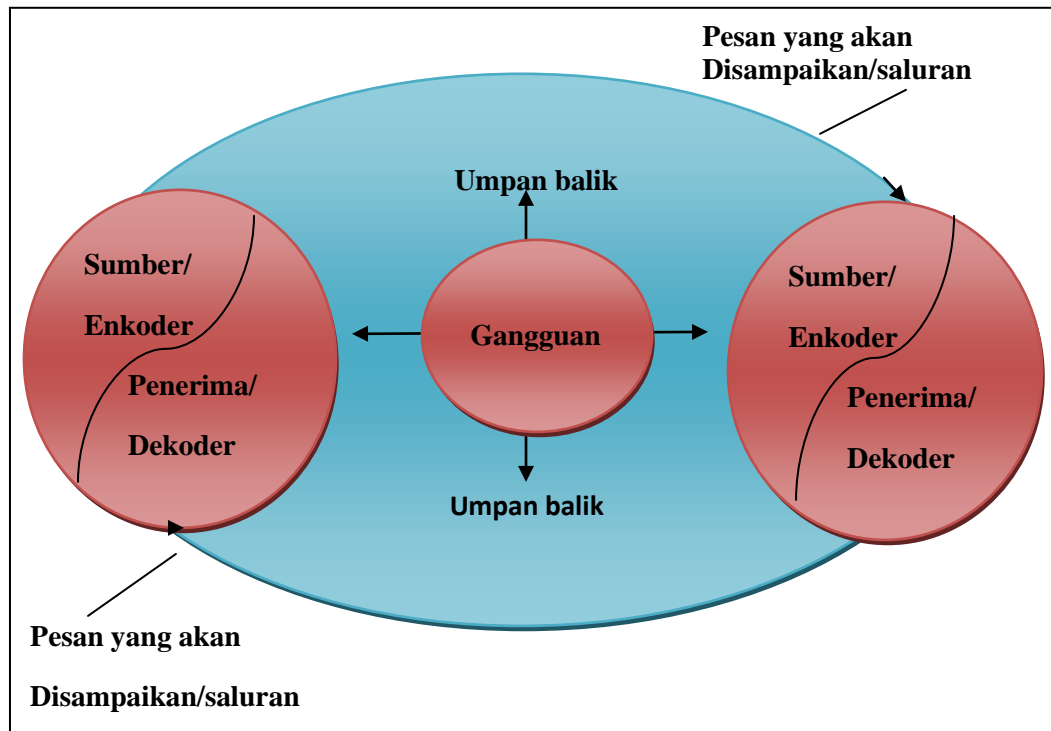 Pesan yang akan
Disampaikan/saluran
Umpan balik
Sumber/
Enkoder
Penerima/
Dekoder
Gangguan
Sumber/
Enkoder
Penerima/
Dekoder
Umpan balik
Pesan yang akan
Disampaikan/saluran